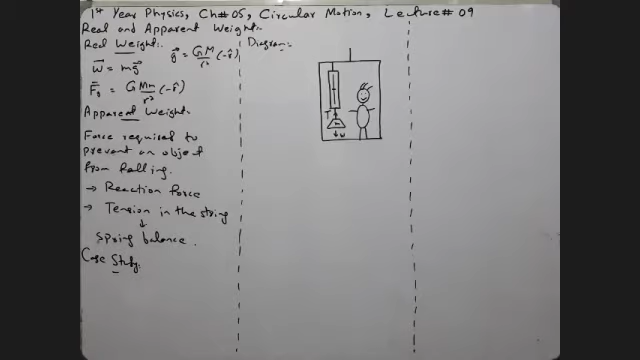 1st Year Physics, Ch#05, Circular Motion, Lecture#09
Real and Apparent Weight:.
Real Weight:. g⃗ = GM/r² (-r̂)
W⃗ = mg⃗
F⃗g = GMm/r² (-r̂)
Apparent Weight:.
Force required to
prevent an object
from falling.
→ Reaction force
→ Tension in the string
↓
Spring balance.
Case Study:
Diagram:.
T
m
↓ W